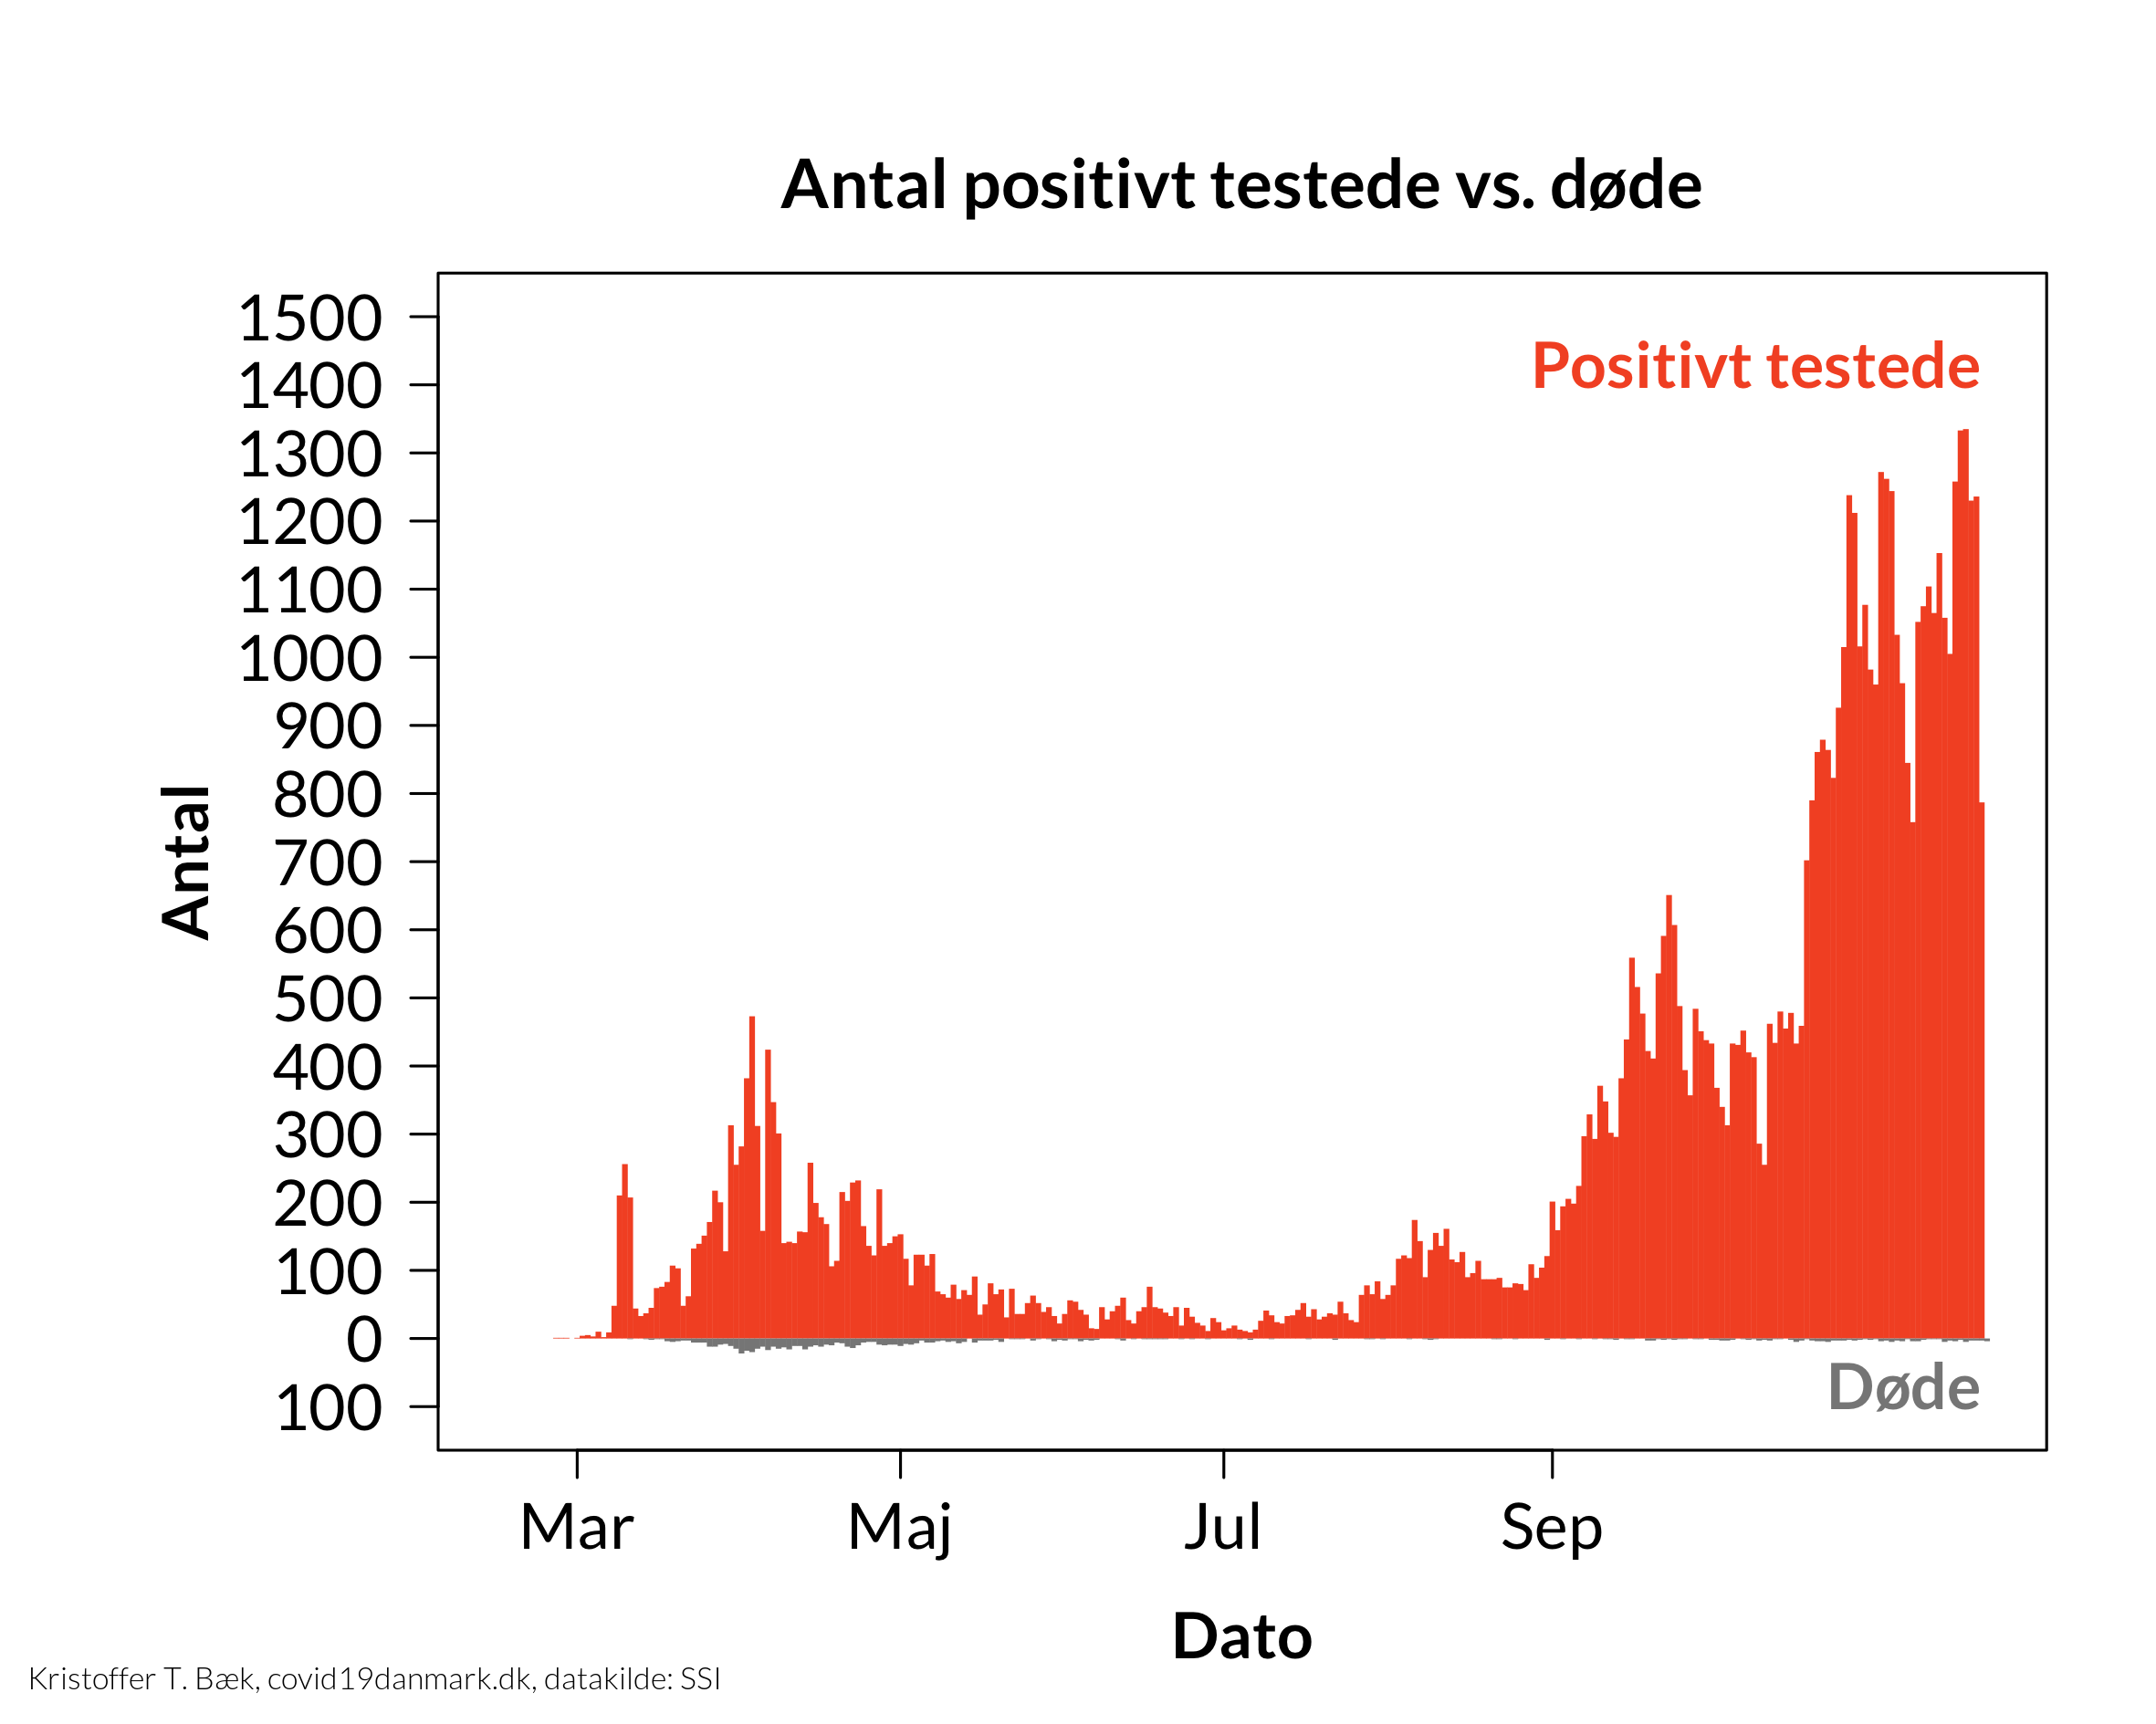 Antal positivt testede vs. døde
1500
1400
1300
1200
1100
1000
900
800
700
600
500
400
300
200
100
0
100
Antal
Positivt testede
Døde
Mar
Maj
Jul
Sep
Dato
Kristoffer T. Bæk, covid19danmark.dk, datakilde: SSI